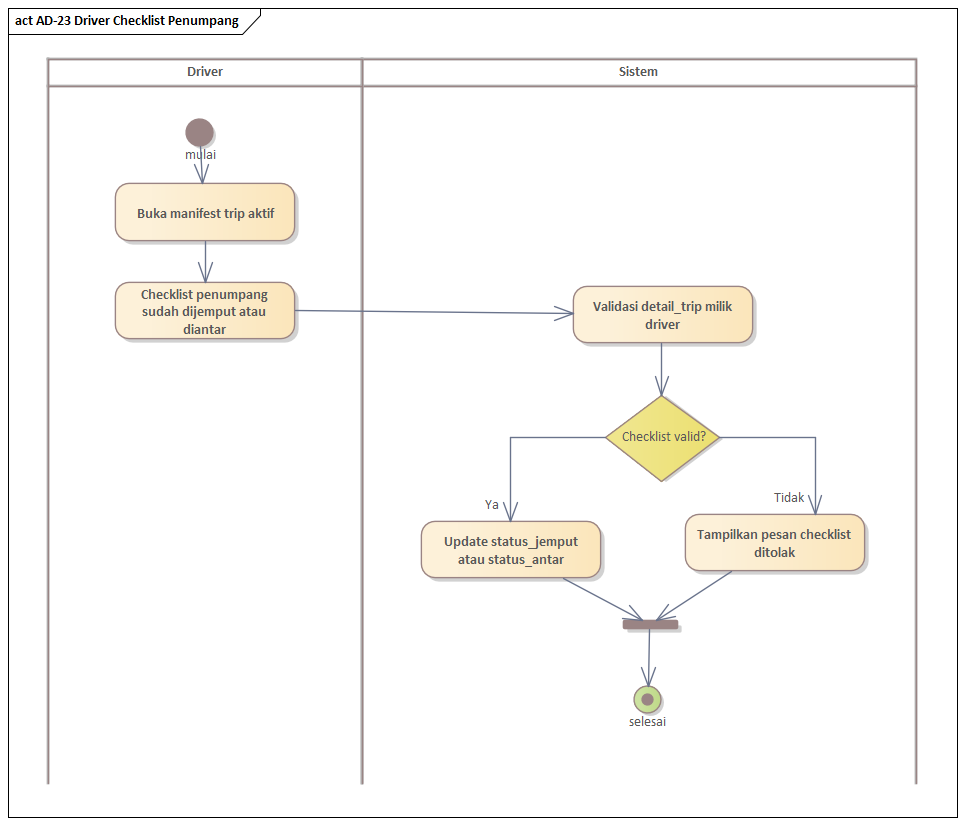 act AD-23 Driver Checklist Penumpang
Driver
Sistem
mulai
Buka manifest trip aktif
Checklist penumpang
sudah dijemput atau
diantar
Validasi detail_trip milik
driver
Checklist valid?
Ya
Tidak
Update status_jemput
atau status_antar
Tampilkan pesan checklist
ditolak
selesai